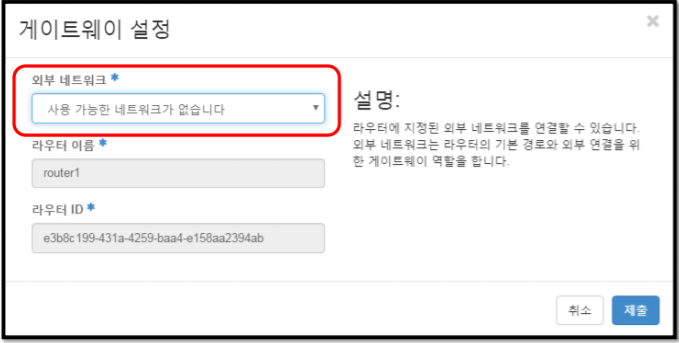 게이트웨이 설정
×
외부 네트워크 *
사용 가능한 네트워크가 없습니다
라우터 이름 *
router1
라우터 ID *
e3b8c199-431a-4259-baa4-e158aa2394ab
설명:
라우터에 지정된 외부 네트워크를 연결할 수 있습니다.
외부 네트워크는 라우터의 기본 경로와 외부 연결을 위
한 게이트웨이 역할을 합니다.
취소
제출